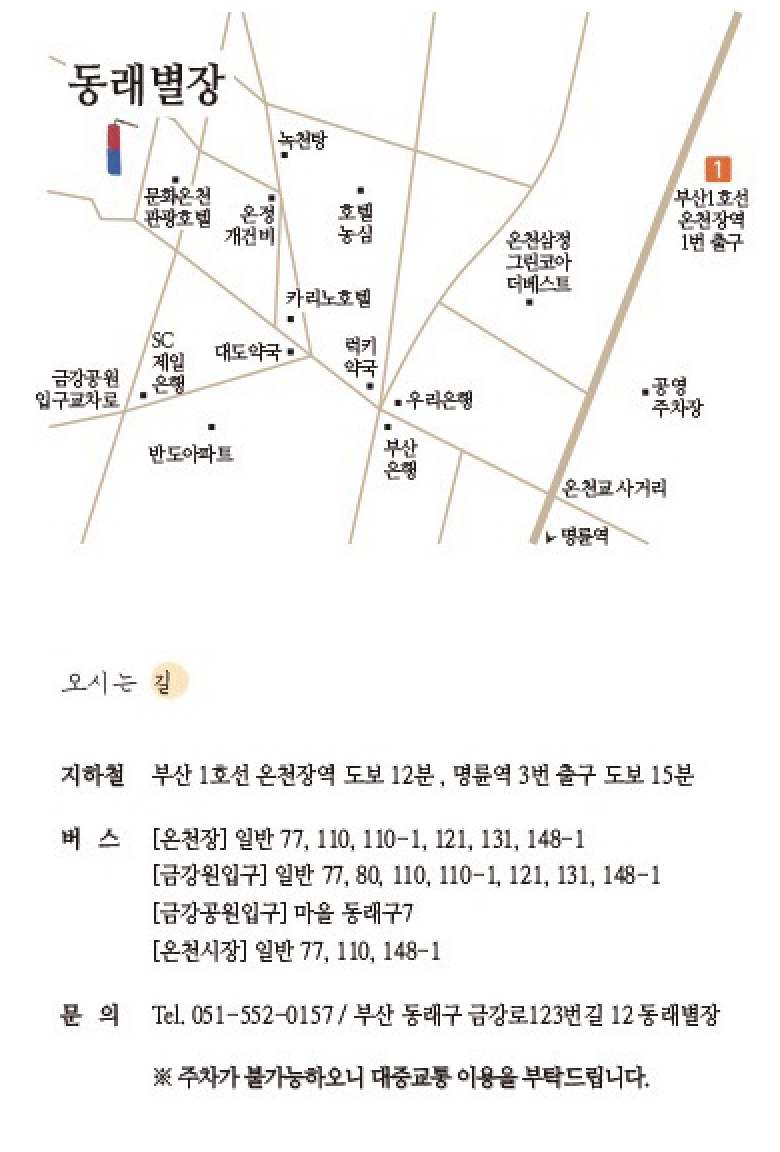 동래별장
녹천탕
1
부산1호선
온천장역
1번 출구
문화온천
관광호텔
온정
개건비
호텔
농심
온천삼정
그린코아
더베스트
카리노호텔
SC
제일
은행
대도약국
럭키
약국
금강공원
입구교차로
우리은행
공영
주차장
반도아파트
부산
은행
온천교 사거리
명륜역
오시는 길
지하철 부산 1호선 온천장역 도보 12분 , 명륜역 3번 출구 도보 15분
버 스 [온천장] 일반 77, 110, 110-1, 121, 131, 148-1
[금강원입구] 일반 77, 80, 110, 110-1, 121, 131, 148-1
[금강공원입구] 마을 동래구7
[온천시장] 일반 77, 110, 148-1
문 의 Tel. 051-552-0157 / 부산 동래구 금강로123번길 12 동래별장
※ 주차가 불가능하오니 대중교통 이용을 부탁드립니다.